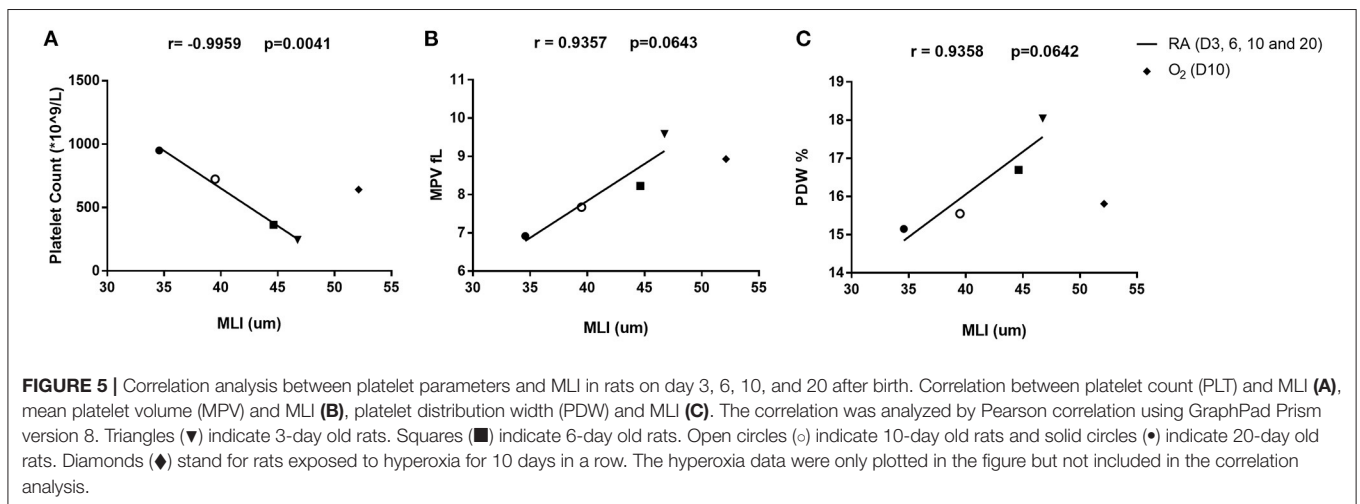 A
r= -0.9959 p=0.0041
Platelet Count (*10^9/L)
1500
1000
500
0
30 35 40 45 50 55
MLI (um)
B
r = 0.9357 p=0.0643
MPV fL
11
10
9
8
7
6
30 35 40 45 50 55
MLI (um)
C
r = 0.9358 p=0.0642
PDW %
19
18
17
16
15
14
30 35 40 45 50 55
MLI (um)
— RA (D3, 6, 10 and 20)
◆ O₂ (D10)
FIGURE 5 | Correlation analysis between platelet parameters and MLI in rats on day 3, 6, 10, and 20 after birth. Correlation between platelet count (PLT) and MLI (A),
mean platelet volume (MPV) and MLI (B), platelet distribution width (PDW) and MLI (C). The correlation was analyzed by Pearson correlation using GraphPad Prism
version 8. Triangles (▼) indicate 3-day old rats. Squares (■) indicate 6-day old rats. Open circles (○) indicate 10-day old rats and solid circles (●) indicate 20-day old
rats. Diamonds (◆) stand for rats exposed to hyperoxia for 10 days in a row. The hyperoxia data were only plotted in the figure but not included in the correlation
analysis.